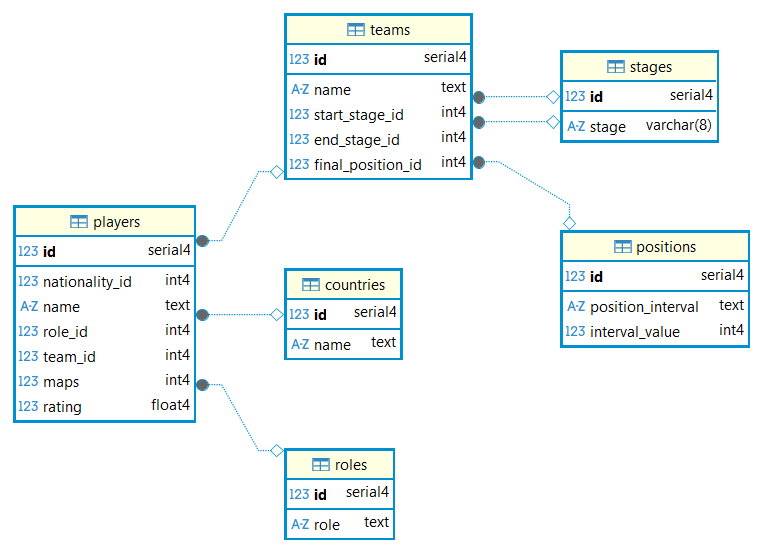 teams
123 id serial4
A-Z name text
123 start_stage_id int4
123 end_stage_id int4
123 final_position_id int4
stages
123 id serial4
A-Z stage varchar(8)
players
123 id serial4
123 nationality_id int4
A-Z name text
123 role_id int4
123 team_id int4
123 maps int4
123 rating float4
positions
123 id serial4
A-Z position_interval text
123 interval_value int4
countries
123 id serial4
A-Z name text
roles
123 id serial4
A-Z role text